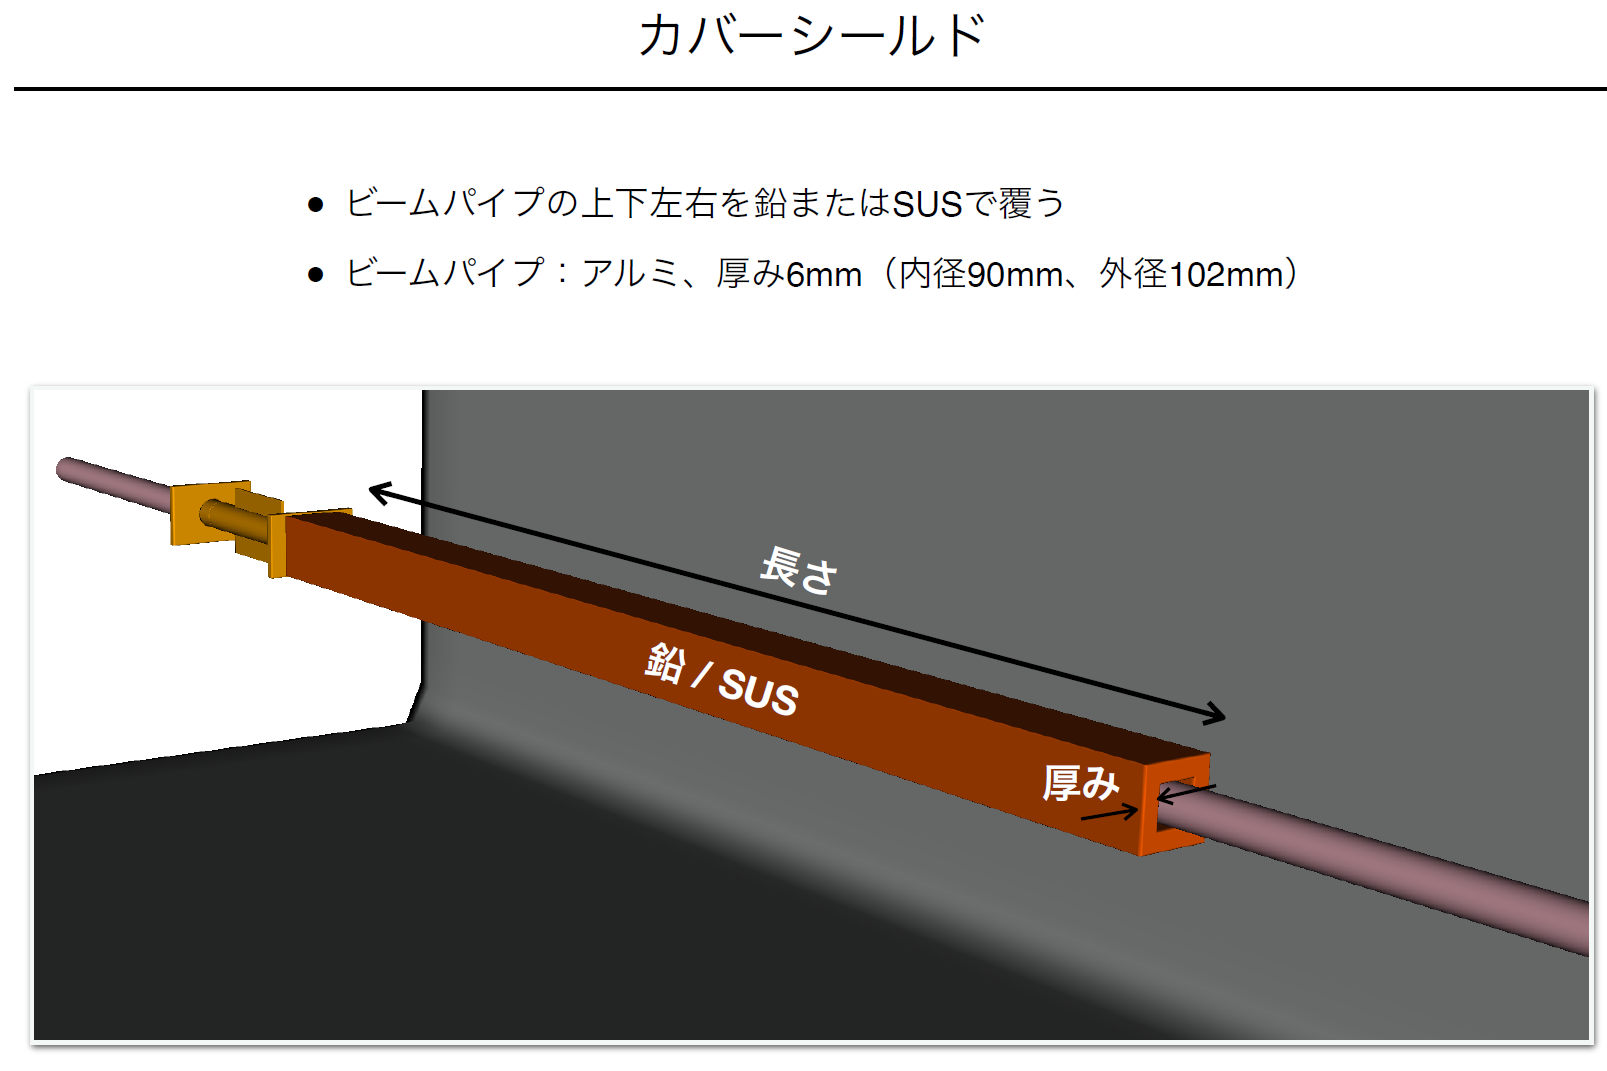 カバーシールド
● ビームパイプの上下左右を鉛またはSUSで覆う
● ビームパイプ：アルミ、厚み6mm（内径90mm、外径102mm）
長さ
鉛 / SUS
厚み